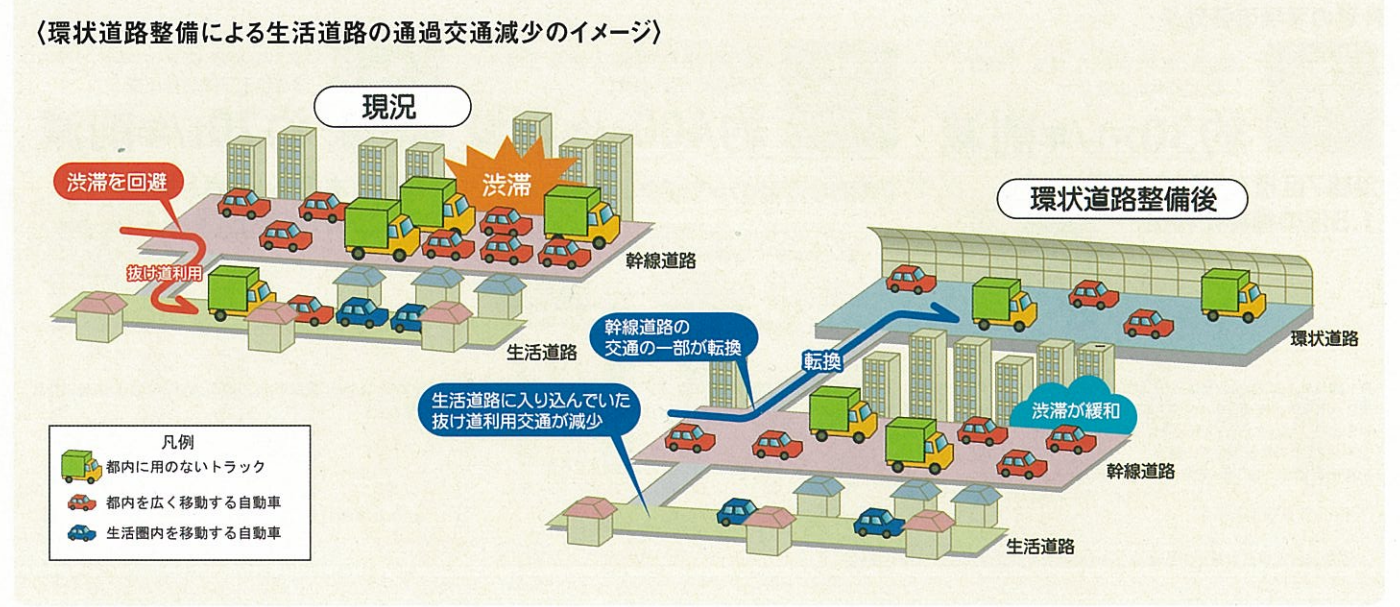 〈環状道路整備による生活道路の通過交通減少のイメージ〉
現況
渋滞を回避
渋滞
抜け道利用
幹線道路
生活道路
環状道路整備後
幹線道路の
交通の一部が転換
転換
環状道路
生活道路に入り込んでいた
抜け道利用交通が減少
渋滞が緩和
幹線道路
生活道路
凡例
都内に用のないトラック
都内を広く移動する自動車
生活圏内を移動する自動車